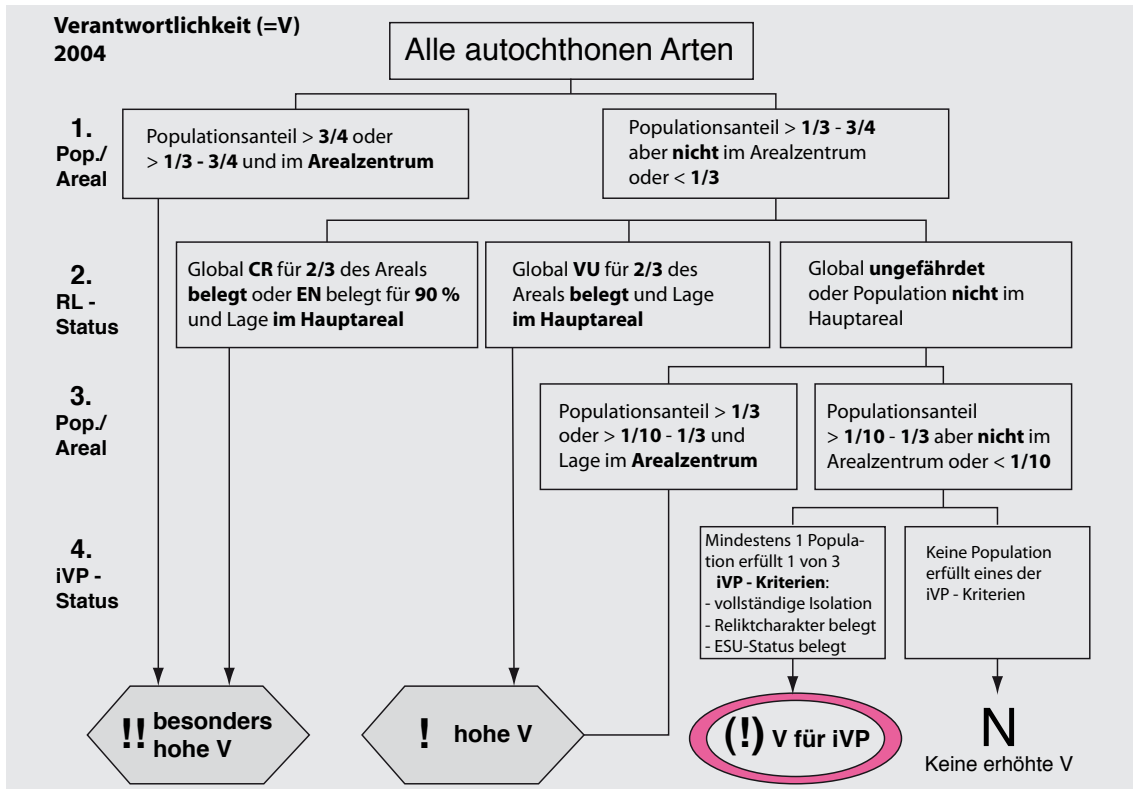 Verantwortlichkeit (=V)
2004
Alle autochthonen Arten
1.
Pop./
Areal
Populationsanteil > 3/4 oder
> 1/3 - 3/4 und im Arealzentrum
Populationsanteil > 1/3 - 3/4
aber nicht im Arealzentrum
oder < 1/3
2.
RL -
Status
Global CR für 2/3 des Areals
belegt oder EN belegt für 90 %
und Lage im Hauptareal
Global VU für 2/3 des
Areals belegt und Lage
im Hauptareal
Global ungefährdet
oder Population nicht im
Hauptareal
3.
Pop./
Areal
Populationsanteil > 1/3
oder > 1/10 - 1/3 und
Lage im Arealzentrum
Populationsanteil
> 1/10 - 1/3 aber nicht im
Arealzentrum oder < 1/10
4.
iVP -
Status
Mindestens 1 Popula-
tion erfüllt 1 von 3
iVP - Kriterien:
- vollständige Isolation
- Reliktcharakter belegt
- ESU-Status belegt
Keine Population
erfüllt eines der
iVP - Kriterien
!! besonders
hohe V
! hohe V
(!) V für iVP
N
Keine erhöhte V